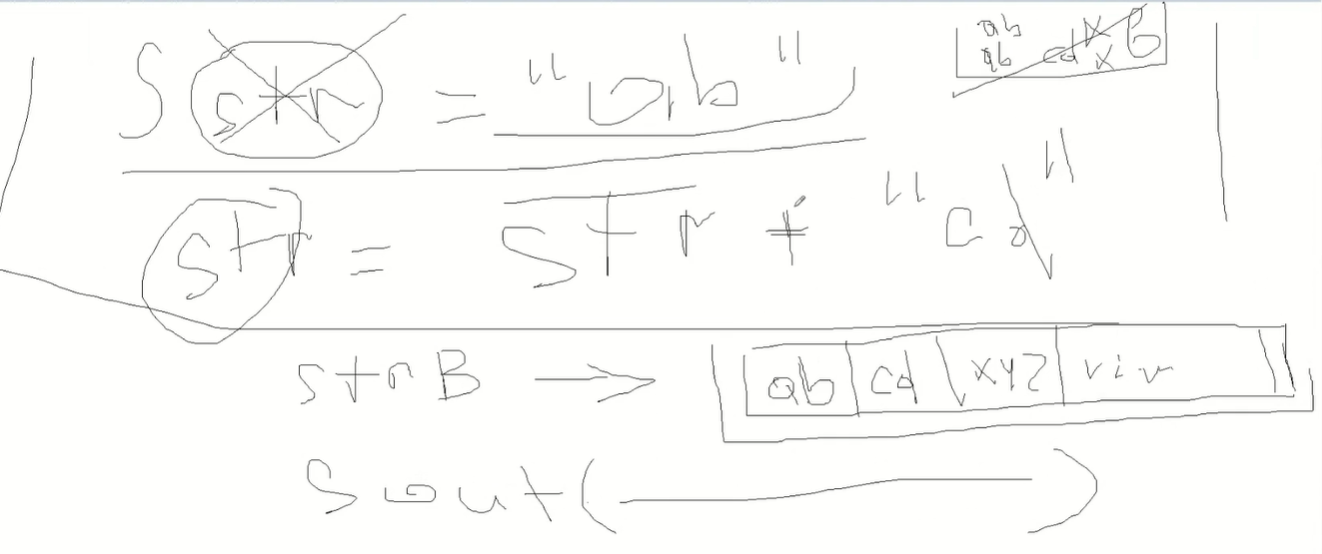 S str = "ab"
ab
ab cd x x B
str = str + "cd"
strB → ab cd xyz viv
Sout( )